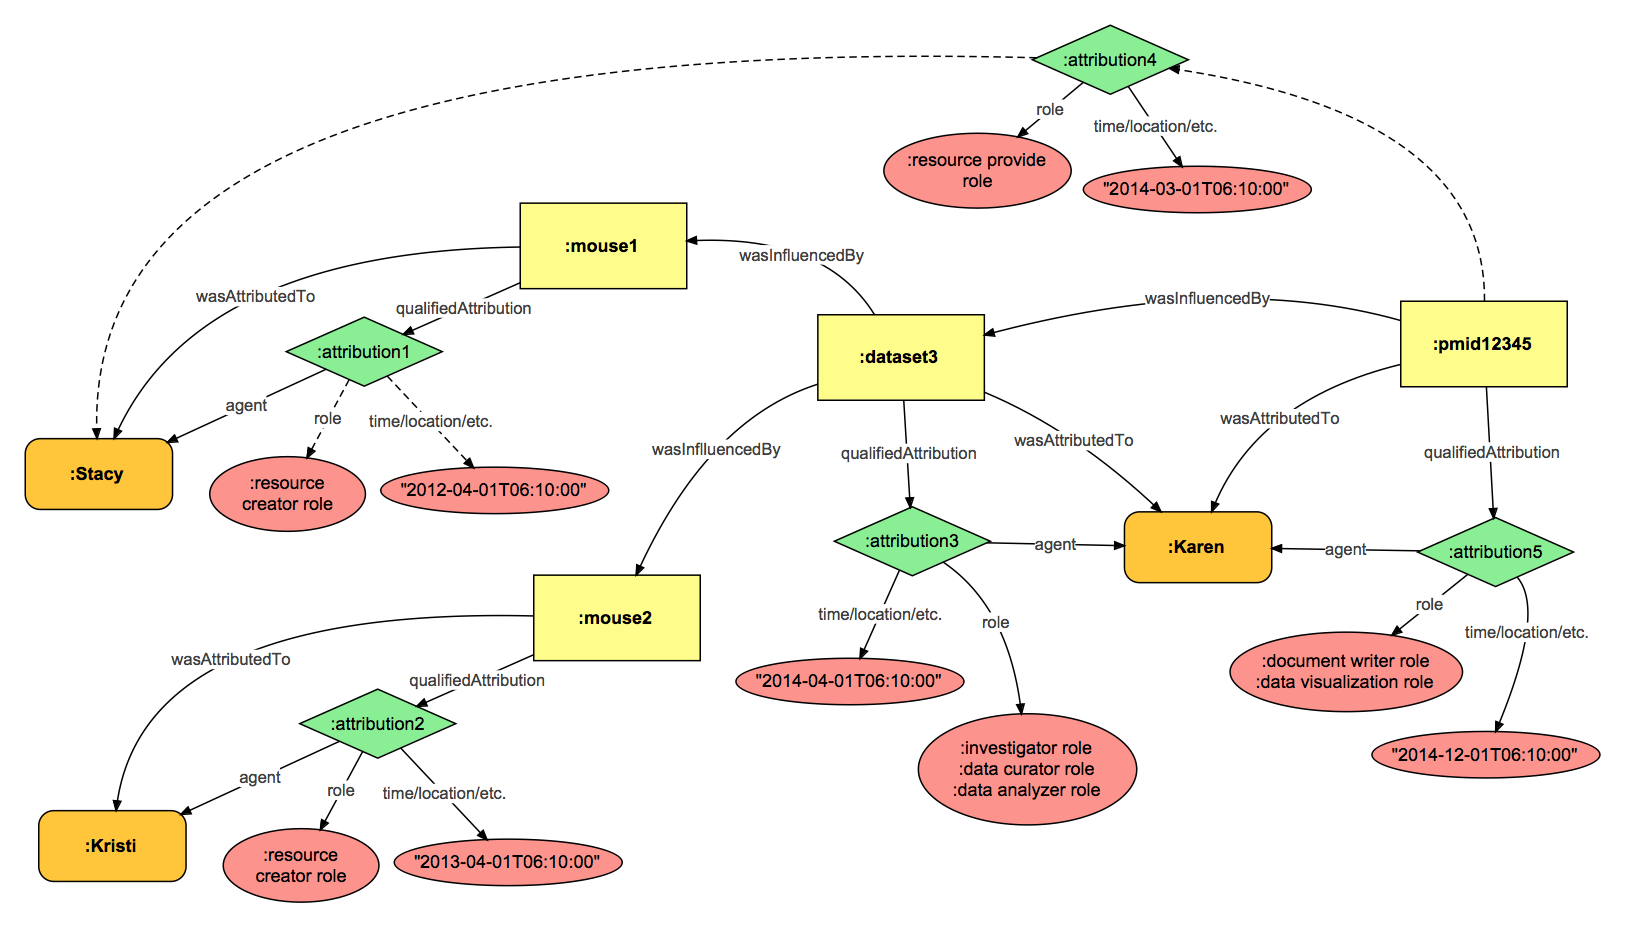 :attribution4
role
time/location/etc.
:resource provide
role
"2014-03-01T06:10:00"
:mouse1
wasInfluencedBy
wasAttributedTo
qualifiedAttribution
wasInfluencedBy
:attribution1
:dataset3
:pmid12345
agent
role
time/location/etc.
wasInflluencedBy
qualifiedAttribution
wasAttributedTo
wasAttributedTo
qualifiedAttribution
:Stacy
:resource
creator role
"2012-04-01T06:10:00"
:attribution3
agent
:Karen
agent
:attribution5
:mouse2
time/location/etc.
role
role
time/location/etc.
wasAttributedTo
qualifiedAttribution
"2014-04-01T06:10:00"
:document writer role
:data visualization role
:attribution2
:investigator role
:data curator role
:data analyzer role
"2014-12-01T06:10:00"
agent
role
time/location/etc.
:Kristi
:resource
creator role
"2013-04-01T06:10:00"